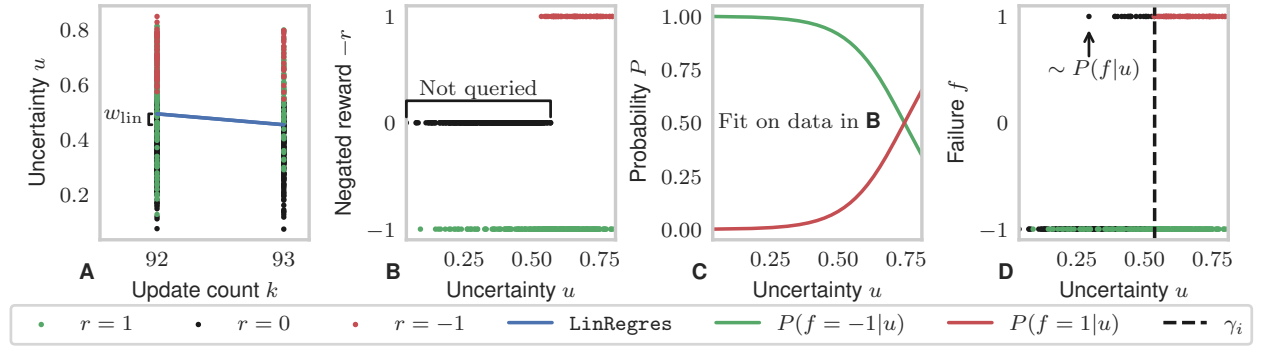 0.8
0.6
0.4
0.2
Uncertainty u
w_lin
92
93
A
Update count k
1
0
−1
Negated reward −r
Not queried
0.25
0.50
0.75
B
Uncertainty u
1.00
0.75
0.50
0.25
0.00
Probability P
Fit on data in B
0.25
0.50
0.75
C
Uncertainty u
1
0
−1
Failure f
∼ P(f|u)
0.25
0.50
0.75
D
Uncertainty u
r = 1
r = 0
r = −1
LinRegres
P(f = −1|u)
P(f = 1|u)
γ_i